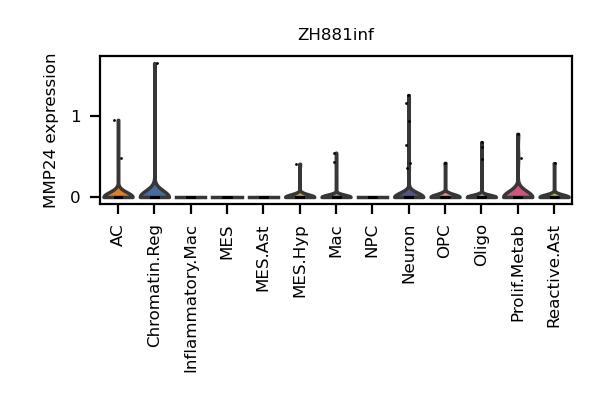 ZH881inf
MMP24 expression
1
0
AC
Chromatin.Reg
Inflammatory.Mac
MES
MES.Ast
MES.Hyp
Mac
NPC
Neuron
OPC
Oligo
Prolif.Metab
Reactive.Ast